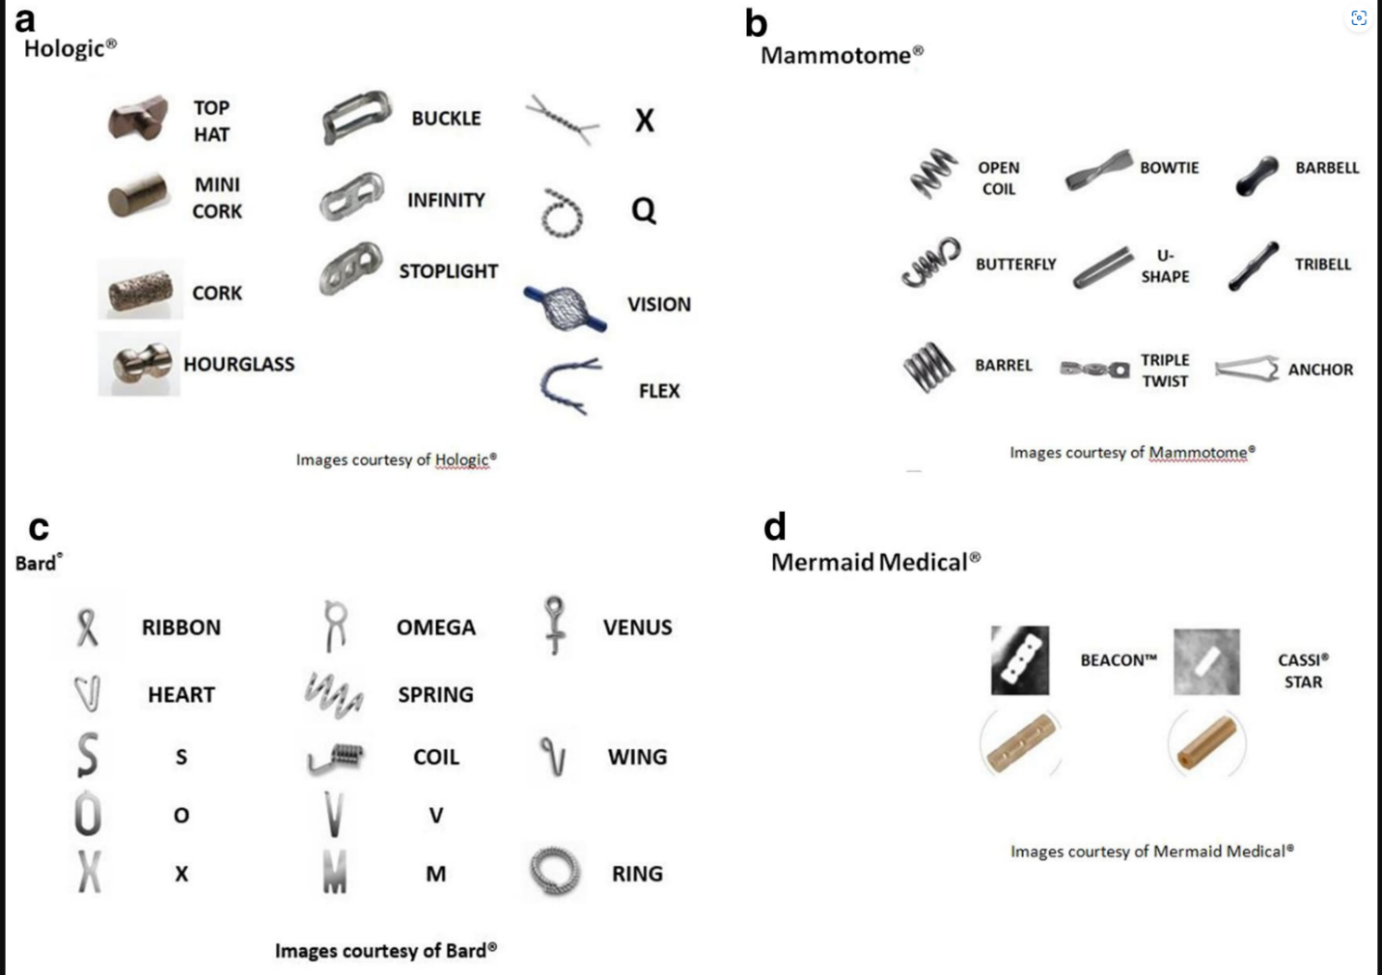 a
Hologic®
TOP
HAT
MINI
CORK
CORK
HOURGLASS
BUCKLE
INFINITY
STOPLIGHT
X
Q
VISION
FLEX
Images courtesy of Hologic®
b
Mammotome®
OPEN
COIL
BUTTERFLY
BARREL
BOWTIE
U-
SHAPE
TRIPLE
TWIST
BARBELL
TRIBELL
ANCHOR
Images courtesy of Mammotome®
c
Bard®
RIBBON
HEART
S
O
X
OMEGA
SPRING
COIL
V
M
VENUS
WING
RING
Images courtesy of Bard®
d
Mermaid Medical®
BEACON™
CASSI®
STAR
Images courtesy of Mermaid Medical®